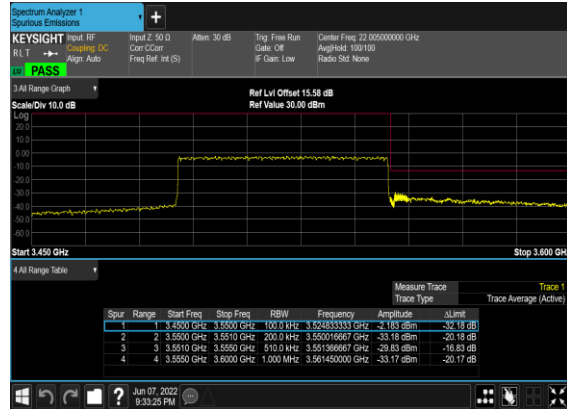 Spectrum Analyzer 1
Spurious Emissions
+
KEYSIGHT Input: RF Input Z: 50 Ω Atten: 30 dB Trig: Free Run Center Freq: 22.005000000 GHz
RLT Coupling: DC Corr CCorr Gate: Off Avg|Hold: 100/100
Align: Auto Freq Ref: Int (S) IF Gain: Low Radio Std: None
PASS
3 All Range Graph
Ref Lvl Offset 15.58 dB
Scale/Div 10.0 dB Ref Value 30.00 dBm
Log
20.0
10.0
0.00
-10.0
-20.0
-30.0
-40.0
-50.0
-60.0
Start 3.450 GHz Stop 3.600 GH
4 All Range Table
Measure Trace Trace 1
Trace Type Trace Average (Active)
Spur Range Start Freq Stop Freq RBW Frequency Amplitude ΔLimit
1 1 3.4500 GHz 3.5500 GHz 100.0 kHz 3.524833333 GHz -2.183 dBm -32.18 dB
2 2 3.5500 GHz 3.5510 GHz 200.0 kHz 3.550016667 GHz -33.18 dBm -20.18 dB
3 3 3.5510 GHz 3.5550 GHz 510.0 kHz 3.551366667 GHz -29.83 dBm -16.83 dB
4 4 3.5550 GHz 3.6000 GHz 1.000 MHz 3.561450000 GHz -33.17 dBm -20.17 dB
? Jun 07, 2022
9:33:25 PM